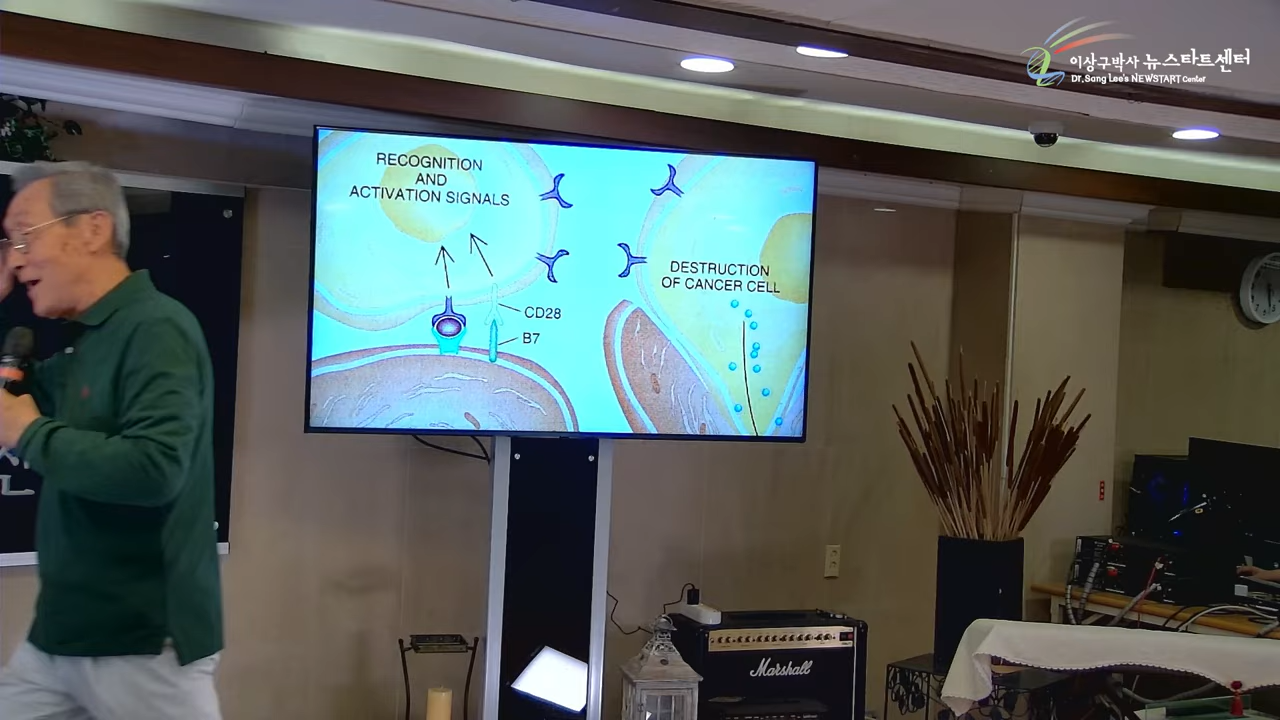 이상구박사 뉴스타트센터
Dr. Sang Lee's NEWSTART Center
RECOGNITION
AND
ACTIVATION SIGNALS
CD28
B7
DESTRUCTION
OF CANCER CELL
Marshall